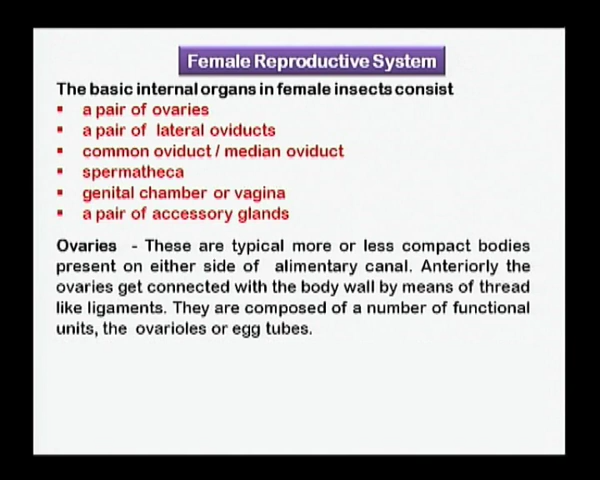 Female Reproductive System
The basic internal organs in female insects consist
▪ a pair of ovaries
▪ a pair of lateral oviducts
▪ common oviduct / median oviduct
▪ spermatheca
▪ genital chamber or vagina
▪ a pair of accessory glands
Ovaries - These are typical more or less compact bodies
present on either side of alimentary canal. Anteriorly the
ovaries get connected with the body wall by means of thread
like ligaments. They are composed of a number of functional
units, the ovarioles or egg tubes.